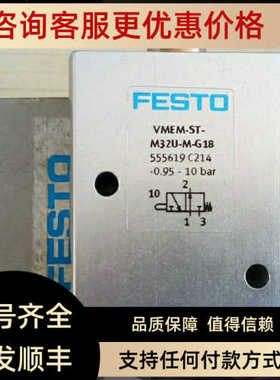 咨询客服更优惠价格
FESTO
FESTO
VMEM-ST-
M32U-M-G18
555619 C214
-0.95 - 10 bar
2
10
1 3
号齐全
发顺丰
品质保障 值得信赖
支持任何付款方式